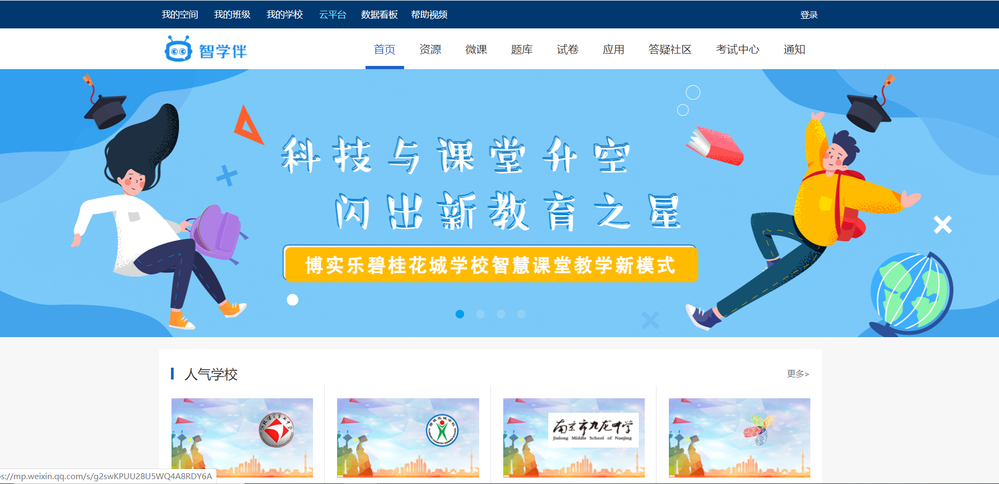 我的空间 我的班级 我的学校 云平台 数据看板 帮助视频 登录
智学伴 首页 资源 微课 题库 试卷 应用 答疑社区 考试中心 通知
科技与课堂升空
闪出新教育之星
博实乐碧桂花城学校智慧课堂教学新模式
人气学校 更多>
南京市九龙中学
Jiulong Middle School of Nanjing
s://mp.weixin.qq.com/s/g2swKPUU28U5WQ4A8RDY6A